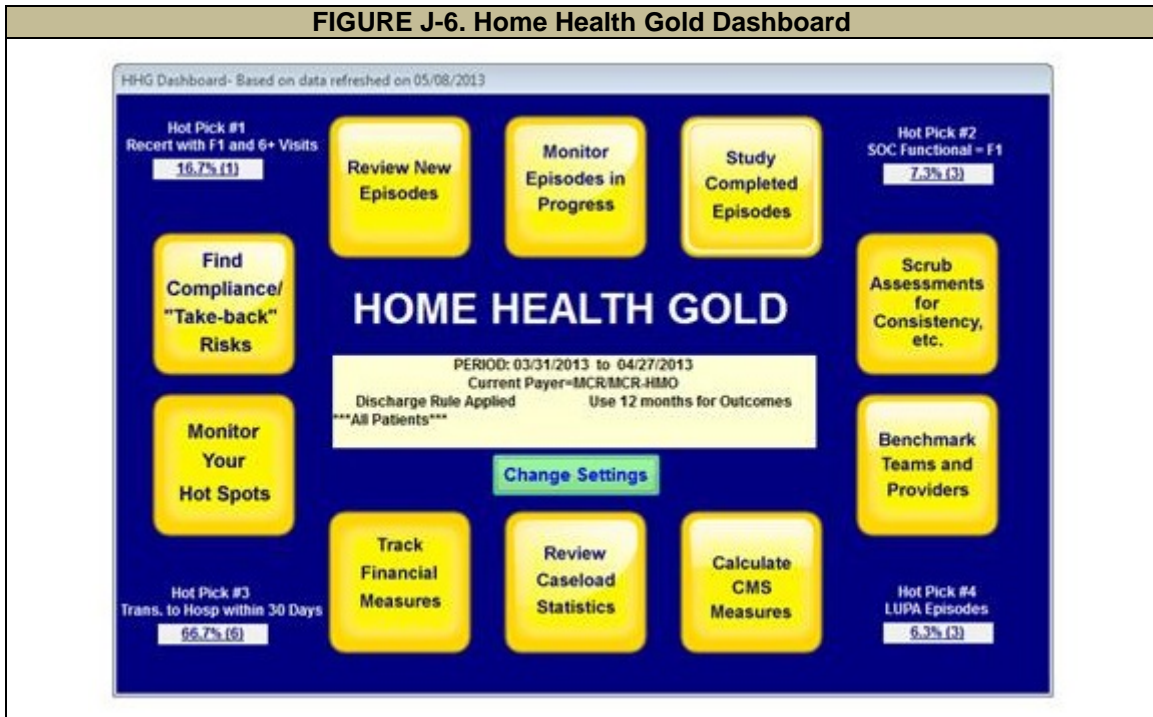 FIGURE J-6. Home Health Gold Dashboard
HHG Dashboard- Based on data refreshed on 05/08/2013
Hot Pick #1
Recert with F1 and 6+ Visits
16.7% (1)
Review New
Episodes
Monitor
Episodes in
Progress
Study
Completed
Episodes
Hot Pick #2
SOC Functional = F1
7.3% (3)
Find
Compliance/
"Take-back"
Risks
HOME HEALTH GOLD
Scrub
Assessments
for
Consistency,
etc.
PERIOD: 03/31/2013 to 04/27/2013
Current Payer=MCR/MCR-HMO
Discharge Rule Applied Use 12 months for Outcomes
***All Patients***
Monitor
Your
Hot Spots
Change Settings
Benchmark
Teams and
Providers
Hot Pick #3
Trans. to Hosp within 30 Days
66.7% (6)
Track
Financial
Measures
Review
Caseload
Statistics
Calculate
CMS
Measures
Hot Pick #4
LUPA Episodes
6.3% (3)